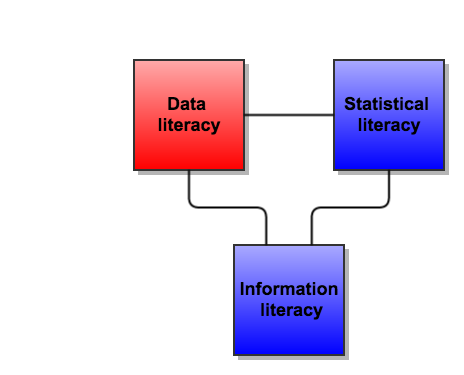 Data
literacy
Statistical
literacy
Information
literacy